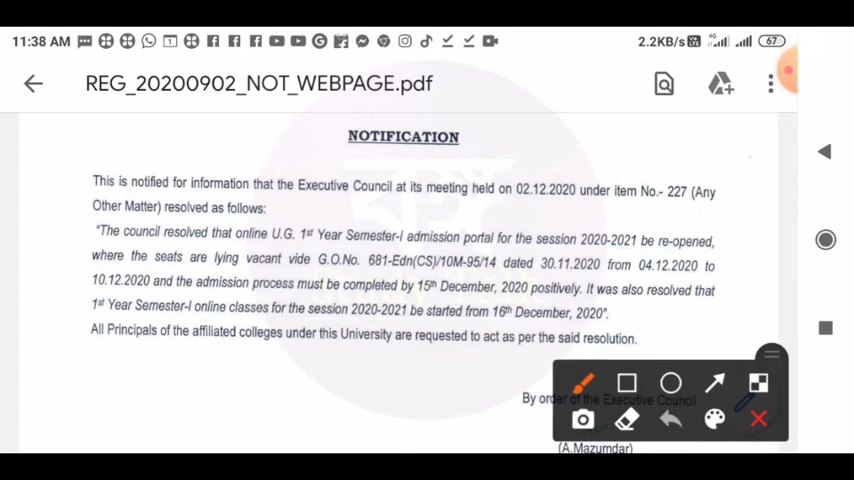 11:38 AM
2.2KB/s 4G 67
REG_20200902_NOT_WEBPAGE.pdf
NOTIFICATION
This is notified for information that the Executive Council at its meeting held on 02.12.2020 under item No.- 227 (Any
Other Matter) resolved as follows:
"The council resolved that online U.G. 1st Year Semester-I admission portal for the session 2020-2021 be re-opened,
where the seats are lying vacant vide G.O.No. 681-Edn(CS)/10M-95/14 dated 30.11.2020 from 04.12.2020 to
10.12.2020 and the admission process must be completed by 15th December, 2020 positively. It was also resolved that
1st Year Semester-I online classes for the session 2020-2021 be started from 16th December, 2020".
All Principals of the affiliated colleges under this University are requested to act as per the said resolution.
By order of the Executive Council
(A.Mazumdar)